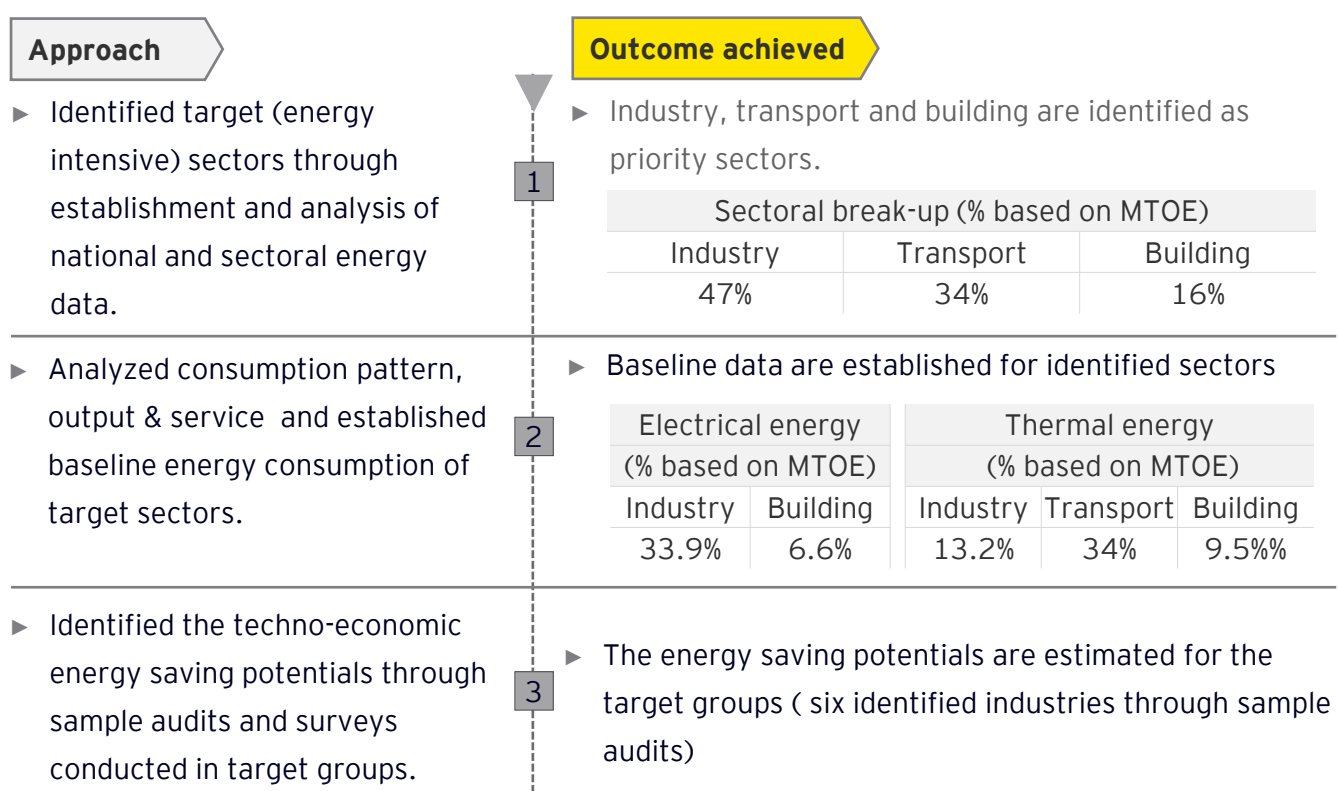 Approach
Outcome achieved
► Identified target (energy
intensive) sectors through
establishment and analysis of
national and sectoral energy
data.
1
► Industry, transport and building are identified as
priority sectors.
Sectoral break-up (% based on MTOE)
Industry Transport Building
47% 34% 16%
► Analyzed consumption pattern,
output & service and established
baseline energy consumption of
target sectors.
2
► Baseline data are established for identified sectors
Electrical energy Thermal energy
(% based on MTOE) (% based on MTOE)
Industry Building Industry Transport Building
33.9% 6.6% 13.2% 34% 9.5%%
► Identified the techno-economic
energy saving potentials through
sample audits and surveys
conducted in target groups.
3
► The energy saving potentials are estimated for the
target groups ( six identified industries through sample
audits)